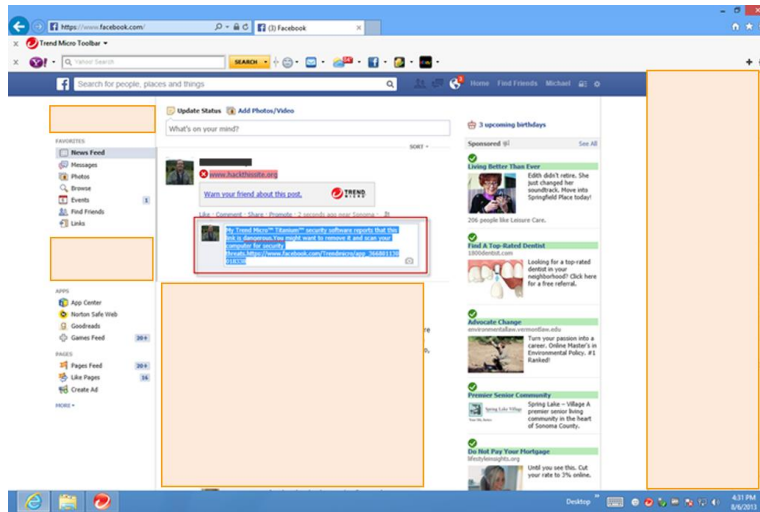 https://www.facebook.com/
(3) Facebook
Trend Micro Toolbar
SEARCH
Search for people, places and things
Home Find Friends Michael
Update Status Add Photos/Video
What's on your mind?
SORT
FAVORITES
News Feed
Messages
Photos
Browse
Events 1
Find Friends
Links
www.hackthissite.org
Warn your friend about this post.
TREND MICRO
Like · Comment · Share · Promote · 2 seconds ago near Sonoma
My Trend Micro™ Titanium™ security software reports that this
link is dangerous.You might want to remove it and scan your
computer for security
APPS
App Center
Norton Safe Web
Goodreads
Games Feed 20+
PAGES
Pages Feed 20+
Like Pages 16
Create Ad
MORE
3 upcoming birthdays
Sponsored See All
Living Better Than
Ever
Edith didn't retire. She
just changed her
soundtrack. Move into
Springfield Place today!
206 people like Leisure Care.
Find A Top-Rated Dentist
1800dentist.com
Looking for a top-rated
dentist in your
neighborhood? Click here
for a free referral.
Advocate Change
environmentallaw.vermontlaw.edu
Turn your passion into a
career. Online Master's in
Environmental Policy. #1
Ranked!
Premier Senior Community
Spring Lake Village
Spring Lake – Village A
premier senior living
community in the heart
of Sonoma County.
Do Not Pay Your Mortgage
lifestyleinsights.org
Until you see this. Cut
your rate to 3% online.
Desktop
4:31 PM
8/6/2013